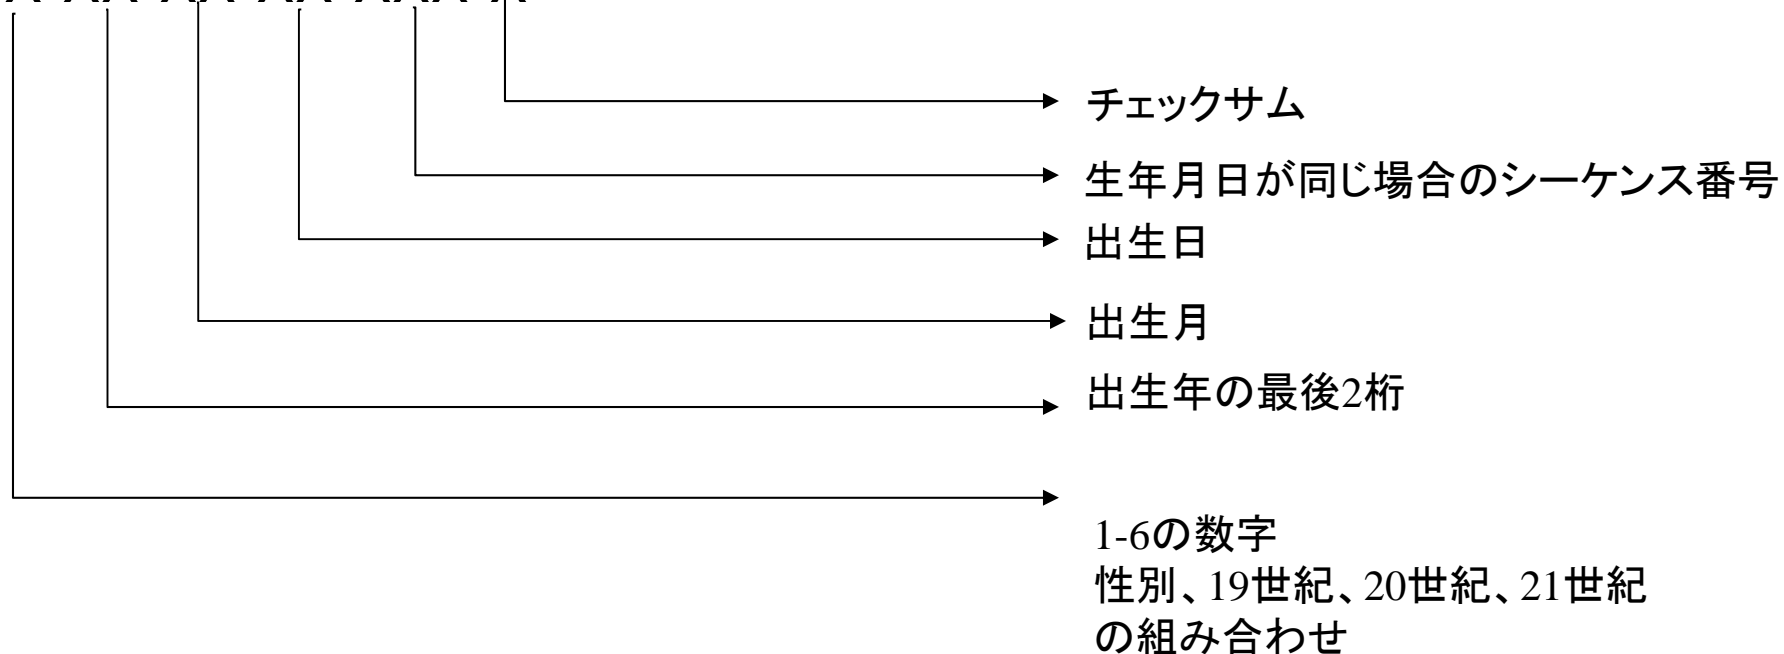 チェックサム
生年月日が同じ場合のシーケンス番号
出生日
出生月
出生年の最後2桁
1-6の数字
性別、19世紀、20世紀、21世紀
の組み合わせ